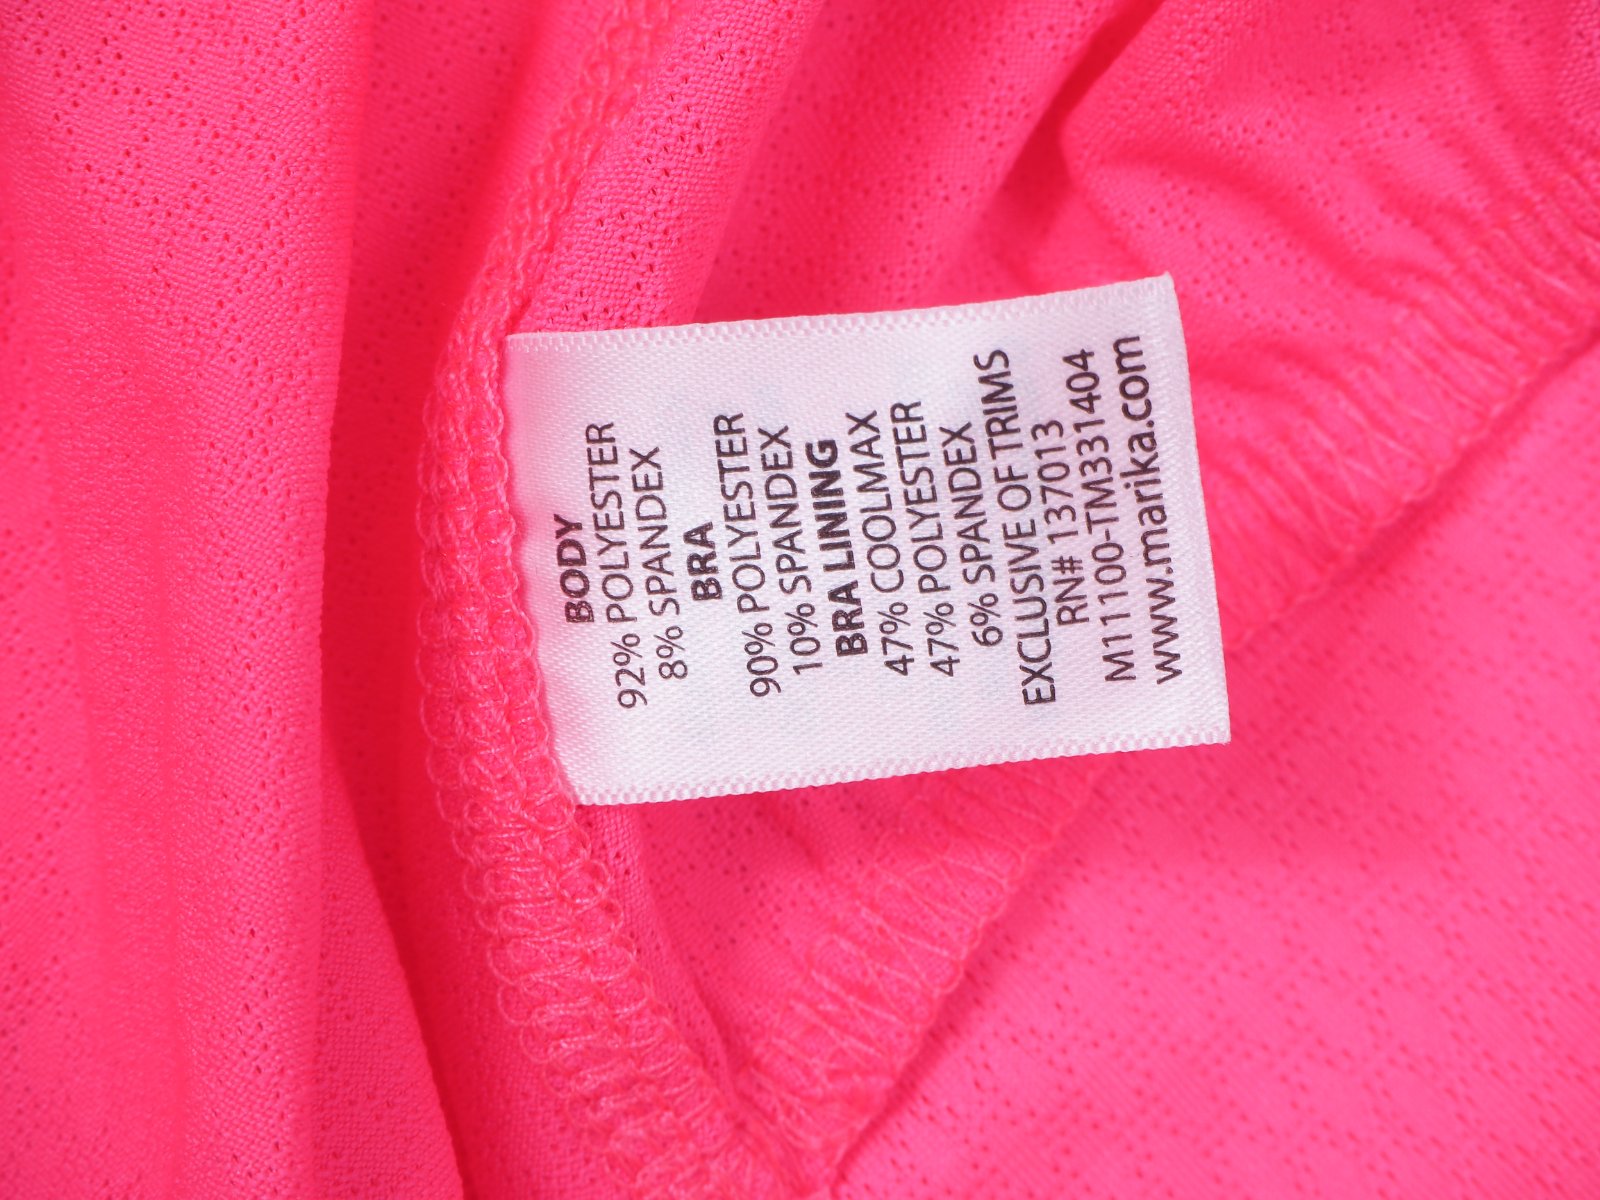 BODY
92% POLYESTER
8% SPANDEX
BRA
90% POLYESTER
10% SPANDEX
BRA LINING
47% COOLMAX
47% POLYESTER
6% SPANDEX
EXCLUSIVE OF TRIMS
RN# 137013
M11100-TM331404
www.marika.com